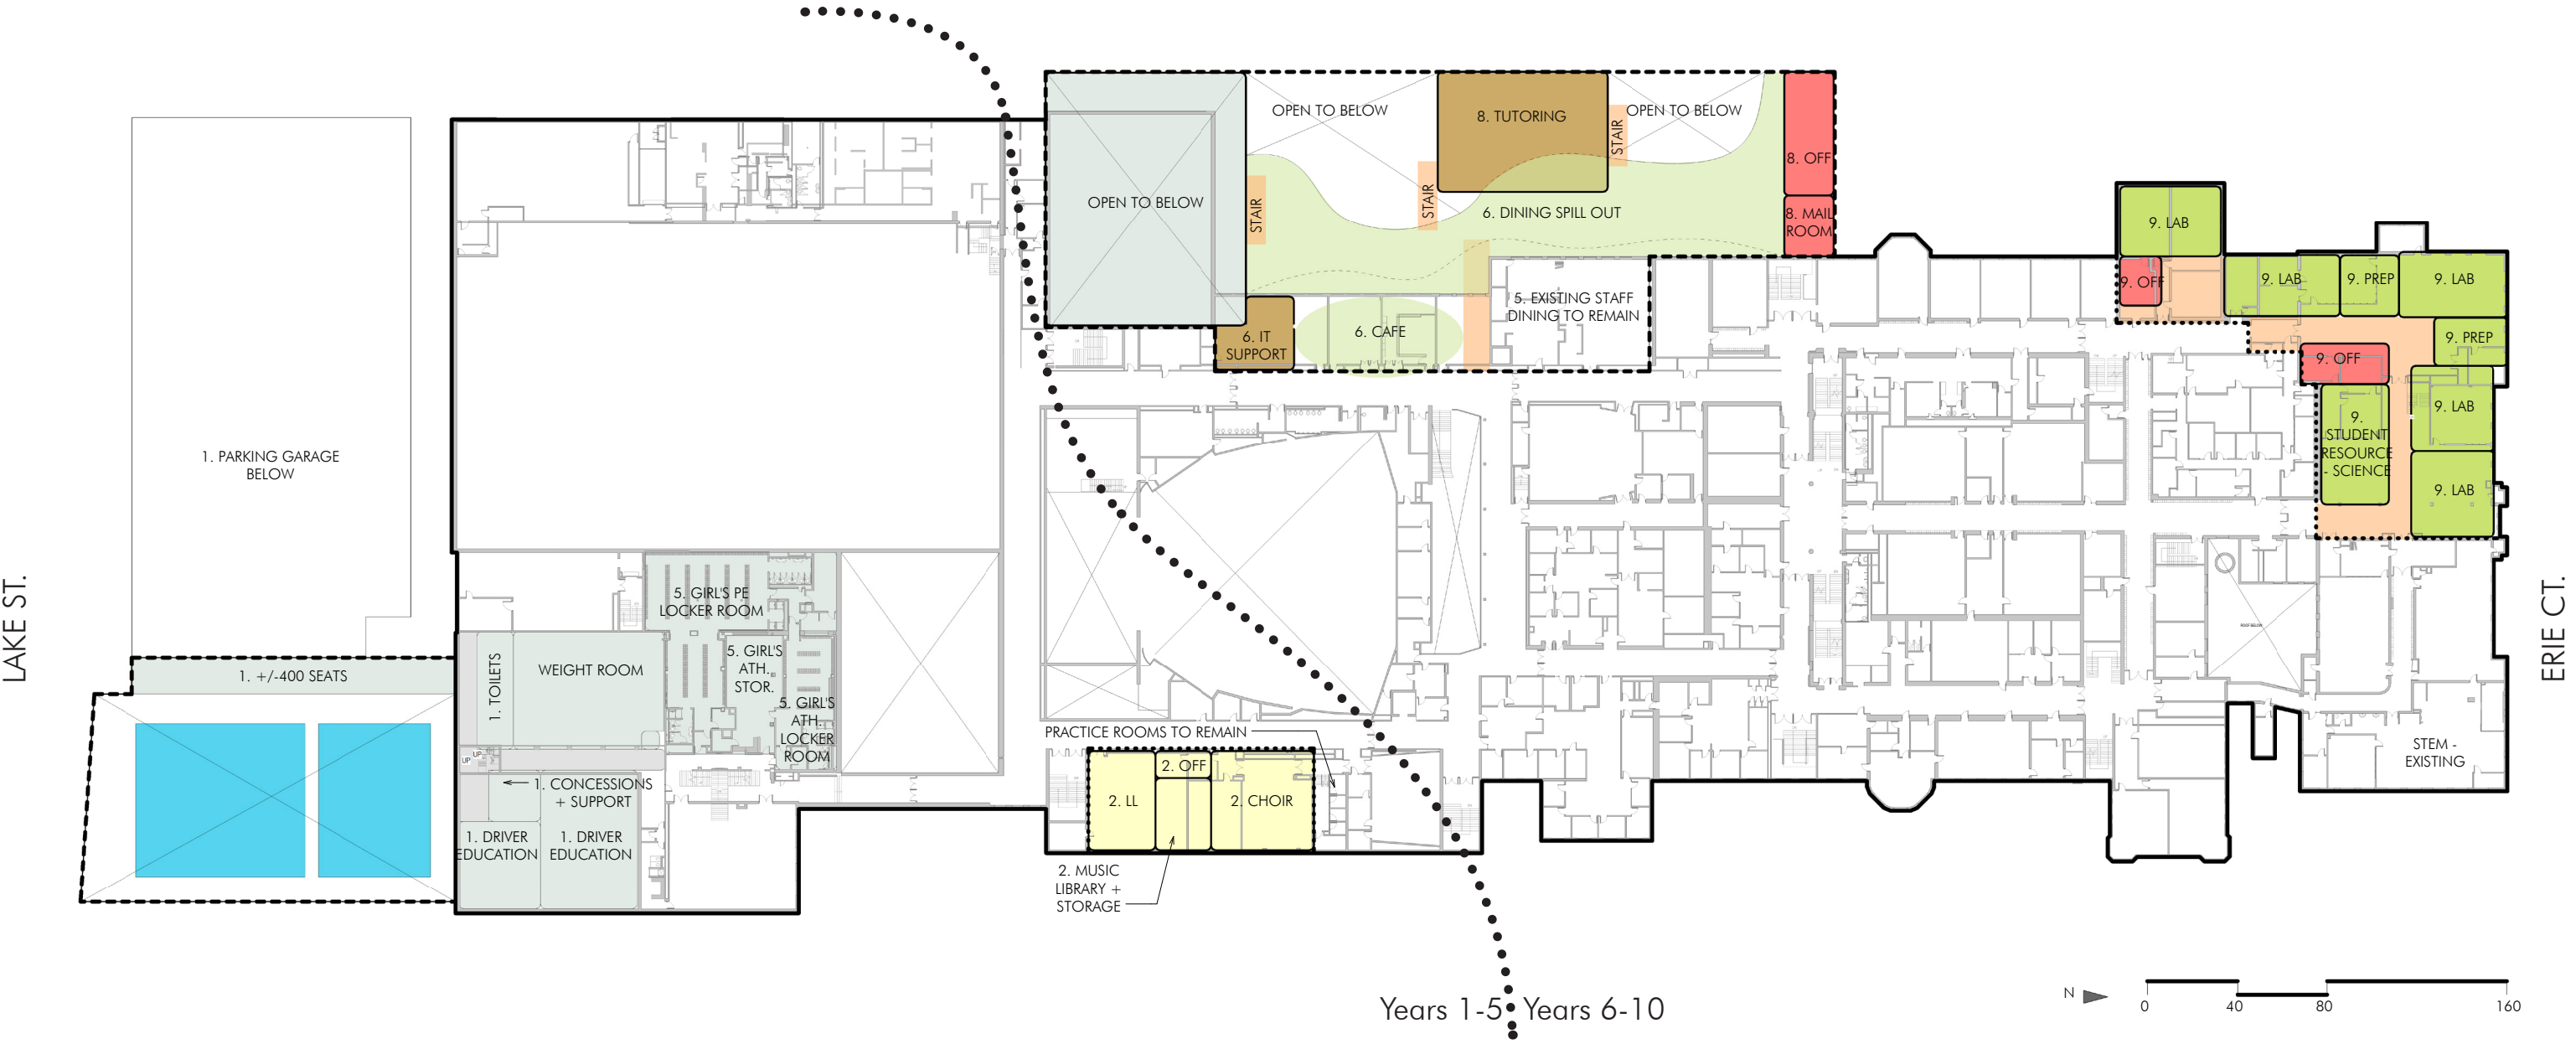 OPEN TO BELOW
8. TUTORING
OPEN TO BELOW
STAIR
8. OFF
OPEN TO BELOW
STAIR
STAIR
6. DINING SPILL OUT
8. MAIL
ROOM
9. LAB
9. OFF
9. LAB
9. PREP
9. LAB
5. EXISTING STAFF
DINING TO REMAIN
6. IT
SUPPORT
6. CAFE
9. PREP
9. OFF
9. LAB
9.
STUDENT
RESOURCE
- SCIENCE
9. LAB
1. PARKING GARAGE
BELOW
LAKE ST.
ERIE CT.
5. GIRL'S PE
LOCKER ROOM
1. TOILETS
WEIGHT ROOM
5. GIRL'S
ATH.
STOR.
5. GIRL'S
ATH.
LOCKER
ROOM
1. +/-400 SEATS
UP
UP
1. CONCESSIONS
+ SUPPORT
1. DRIVER
EDUCATION
1. DRIVER
EDUCATION
PRACTICE ROOMS TO REMAIN
2. OFF
2. LL
2. CHOIR
2. MUSIC
LIBRARY +
STORAGE
ROOF BELOW
STEM -
EXISTING
Years 1-5
Years 6-10
N
0
40
80
160